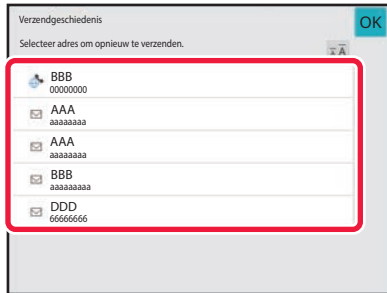 Verzendgeschiedenis
OK
Selecteer adres om opnieuw te verzenden.
A A
BBB
00000000
AAA
aaaaaaaa
AAA
aaaaaaaa
BBB
aaaaaaaaa
DDD
66666666